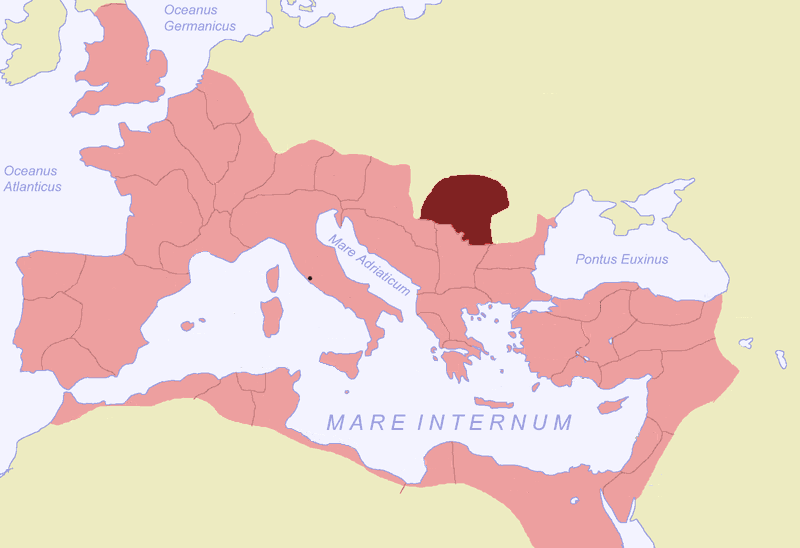 Oceanus
Germanicus
Oceanus
Atlanticus
Mare Adriaticum
Pontus Euxinus
MARE INTERNUM